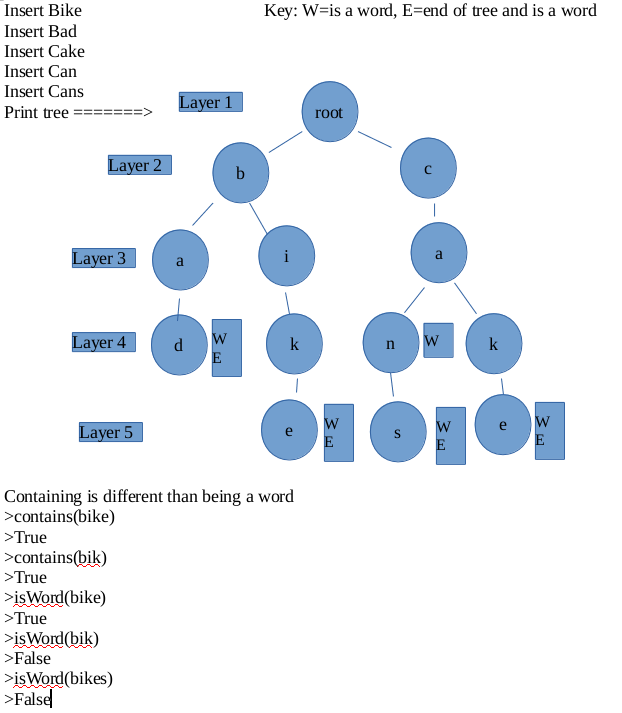 Insert Bike
Key: W=is a word, E=end of tree and is a word
Insert Bad
Insert Cake
Insert Can
Insert Cans
Print tree =======>
Layer 1
root
Layer 2
b
c
Layer 3
a
i
a
Layer 4
d
W
E
k
n
W
k
Layer 5
e
W
E
s
W
E
e
W
E
Containing is different than being a word
>contains(bike)
>True
>contains(bik)
>True
>isWord(bike)
>True
>isWord(bik)
>False
>isWord(bikes)
>False